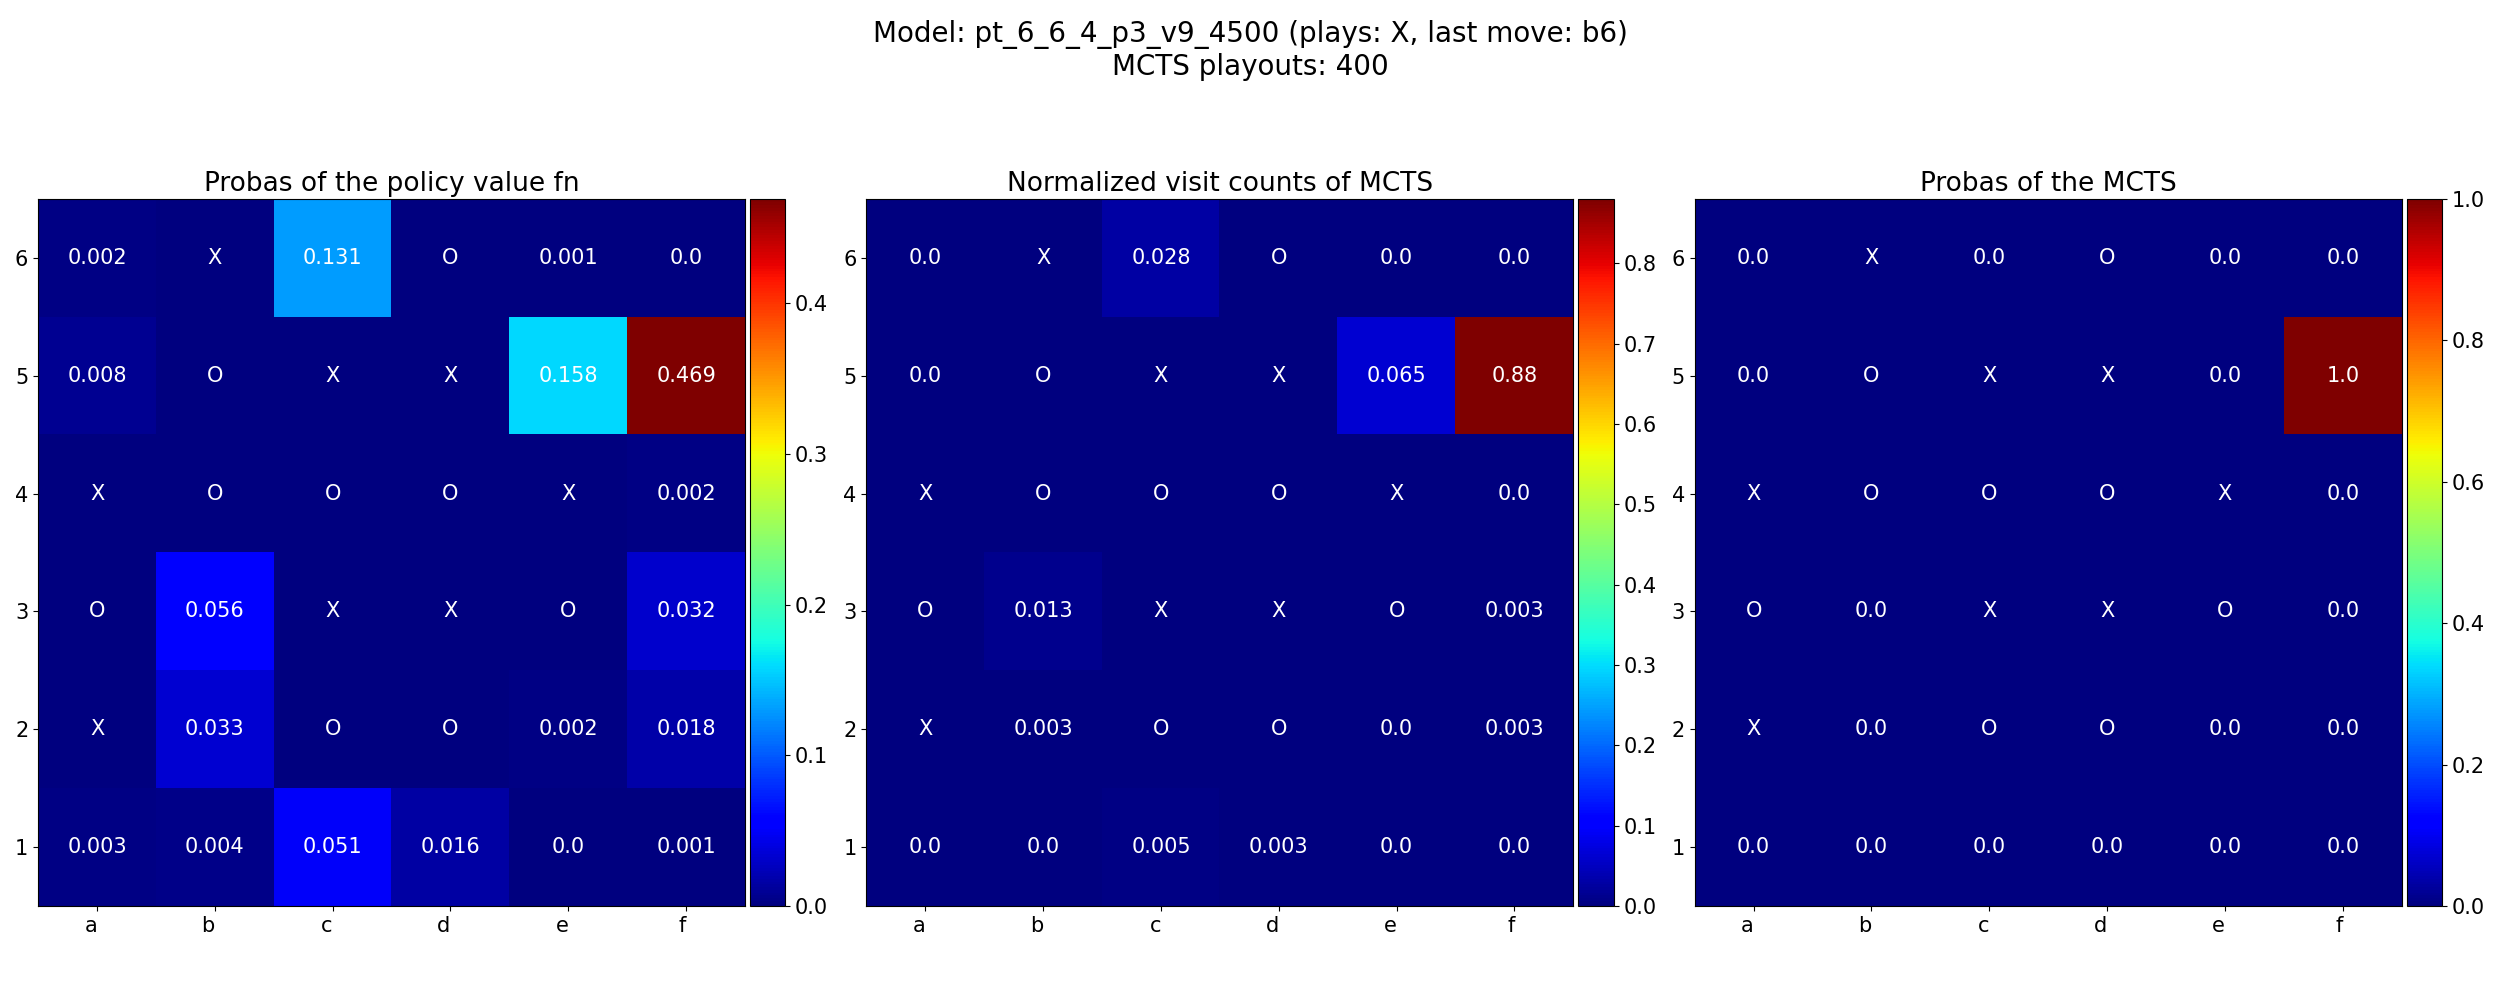 Model: pt_6_6_4_p3_v9_4500 (plays: X, last move: b6)
MCTS playouts: 400
Probas of the policy value fn
6 0.002 X 0.131 O 0.001 0.0
5 0.008 O X X 0.158 0.469
4 X O O O X 0.002
3 O 0.056 X X O 0.032
2 X 0.033 O O 0.002 0.018
1 0.003 0.004 0.051 0.016 0.0 0.001
a b c d e f
0.4
0.3
0.2
0.1
0.0
Normalized visit counts of MCTS
6 0.0 X 0.028 O 0.0 0.0
5 0.0 O X X 0.065 0.88
4 X O O O X 0.0
3 O 0.013 X X O 0.003
2 X 0.003 O O 0.0 0.003
1 0.0 0.0 0.005 0.003 0.0 0.0
a b c d e f
0.8
0.7
0.6
0.5
0.4
0.3
0.2
0.1
0.0
Probas of the MCTS
6 0.0 X 0.0 O 0.0 0.0
5 0.0 O X X 0.0 1.0
4 X O O O X 0.0
3 O 0.0 X X O 0.0
2 X 0.0 O O 0.0 0.0
1 0.0 0.0 0.0 0.0 0.0 0.0
a b c d e f
1.0
0.8
0.6
0.4
0.2
0.0